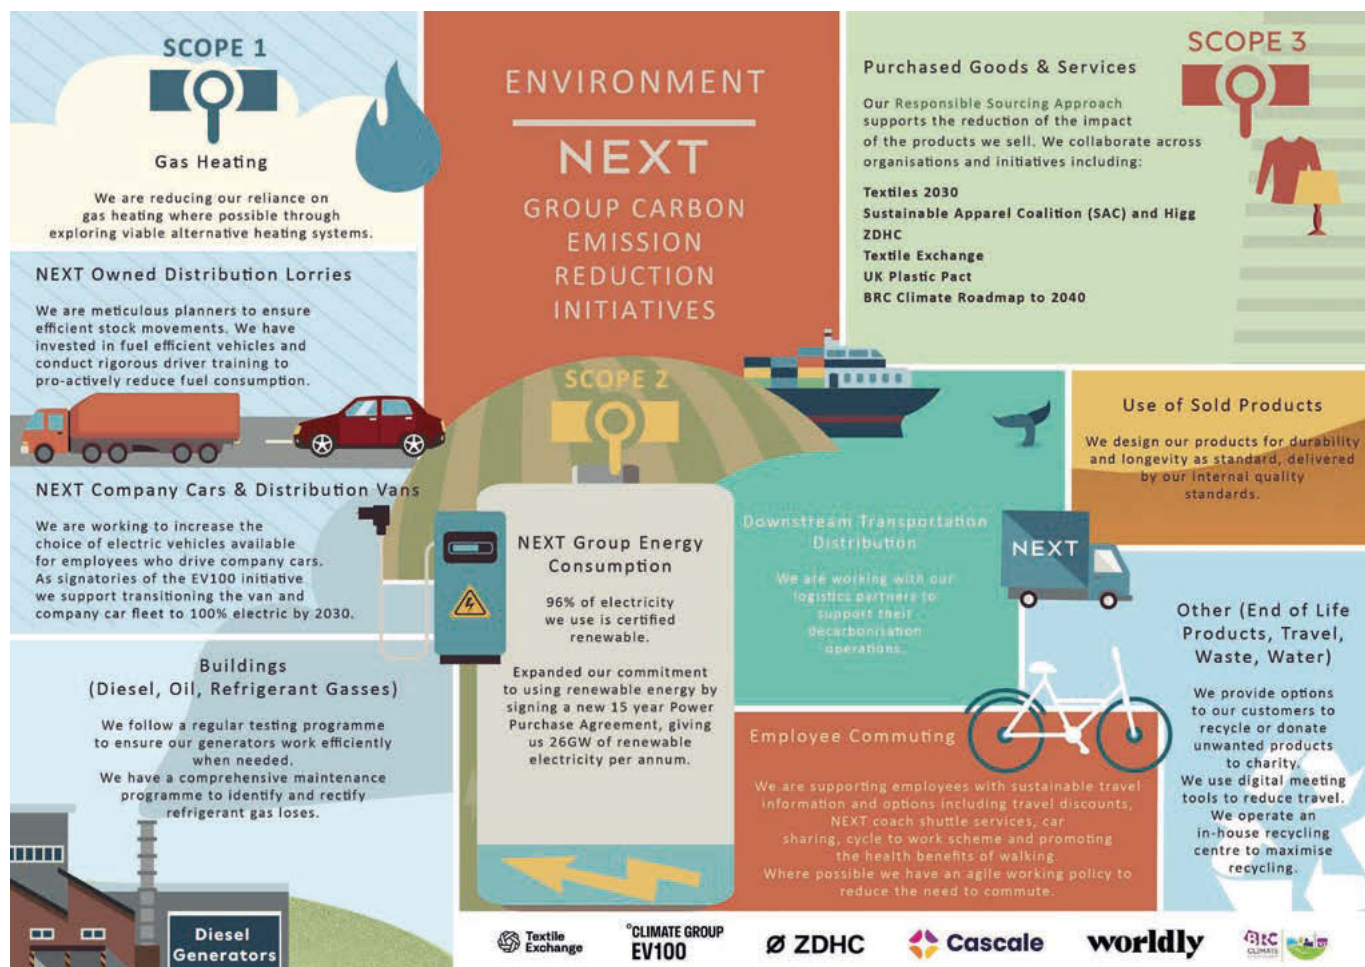 SCOPE 1
Gas Heating
We are reducing our reliance on
gas heating where possible through
exploring viable alternative heating systems.
NEXT Owned Distribution Lorries
We are meticulous planners to ensure
efficient stock movements. We have
invested in fuel efficient vehicles and
conduct rigorous driver training to
pro-actively reduce fuel consumption.
NEXT Company Cars & Distribution Vans
We are working to increase the
choice of electric vehicles available
for employees who drive company cars.
As signatories of the EV100 initiative
we support transitioning the van and
company car fleet to 100% electric by 2030.
Buildings
(Diesel, Oil, Refrigerant Gasses)
We follow a regular testing programme
to ensure our generators work efficiently
when needed.
We have a comprehensive maintenance
programme to identify and rectify
refrigerant gas loses.
Diesel
Generators
ENVIRONMENT
NEXT
GROUP CARBON
EMISSION
REDUCTION
INITIATIVES
SCOPE 2
NEXT Group Energy
Consumption
96% of electricity
we use is certified
renewable.
Expanded our commitment
to using renewable energy by
signing a new 15 year Power
Purchase Agreement, giving
us 26GW of renewable
electricity per annum.
SCOPE 3
Purchased Goods & Services
Our Responsible Sourcing Approach
supports the reduction of the impact
of the products we sell. We collaborate across
organisations and initiatives including:
Textiles 2030
Sustainable Apparel Coalition (SAC) and Higg
ZDHC
Textile Exchange
UK Plastic Pact
BRC Climate Roadmap to 2040
Use of Sold Products
We design our products for durability
and longevity as standard, delivered
by our internal quality
standards.
Downstream Transportation
Distribution
We are working with our
logistics partners to
support their
decarbonisation
operations.
NEXT
Other (End of Life
Products, Travel,
Waste, Water)
We provide options
to our customers to
recycle or donate
unwanted products
to charity.
We use digital meeting
tools to reduce travel.
We operate an
in-house recycling
centre to maximise
recycling.
Employee Commuting
We are supporting employees with sustainable travel
information and options including travel discounts,
NEXT coach shuttle services, car
sharing, cycle to work scheme and promoting
the health benefits of walking
Where possible we have an agile working policy to
reduce the need to commute.
Textile
Exchange
°CLIMATE GROUP
EV100
ZDHC
Cascale
worldly
BRC
CLIMATE